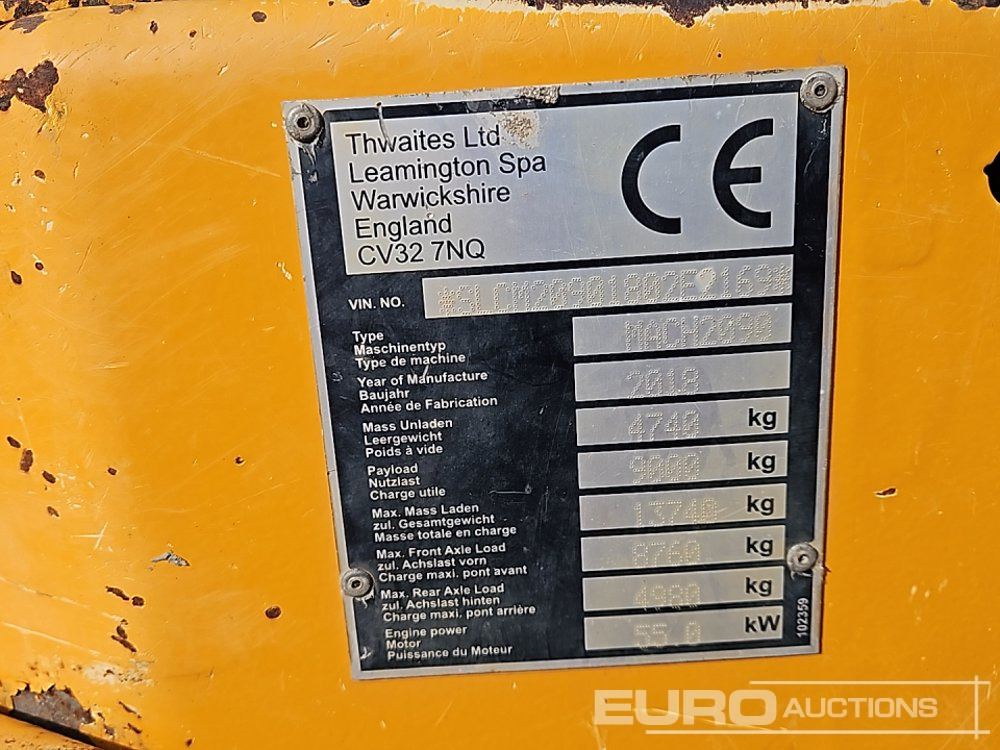 Thwaites Ltd
Leamington Spa
Warwickshire
England
CV32 7NQ
CE
VIN. NO. *SLCM20901802E2169*
Type MACH2090
Maschinentyp
Type de machine
Year of Manufacture 2018
Baujahr
Année de Fabrication
Mass Unladen 4740 kg
Leergewicht
Poids à vide
Payload 9000 kg
Nutzlast
Charge utile
Max. Mass Laden 13740 kg
zul. Gesamtgewicht
Masse totale en charge
Max. Front Axle Load 8760 kg
zul. Achslast vorn
Charge maxi. pont avant
Max. Rear Axle Load 4980 kg
zul. Achslast hinten
Charge maxi. pont arrière
Engine power 55.0 kW
Motor
Puissance du Moteur
102359
EURO AUCTIONS